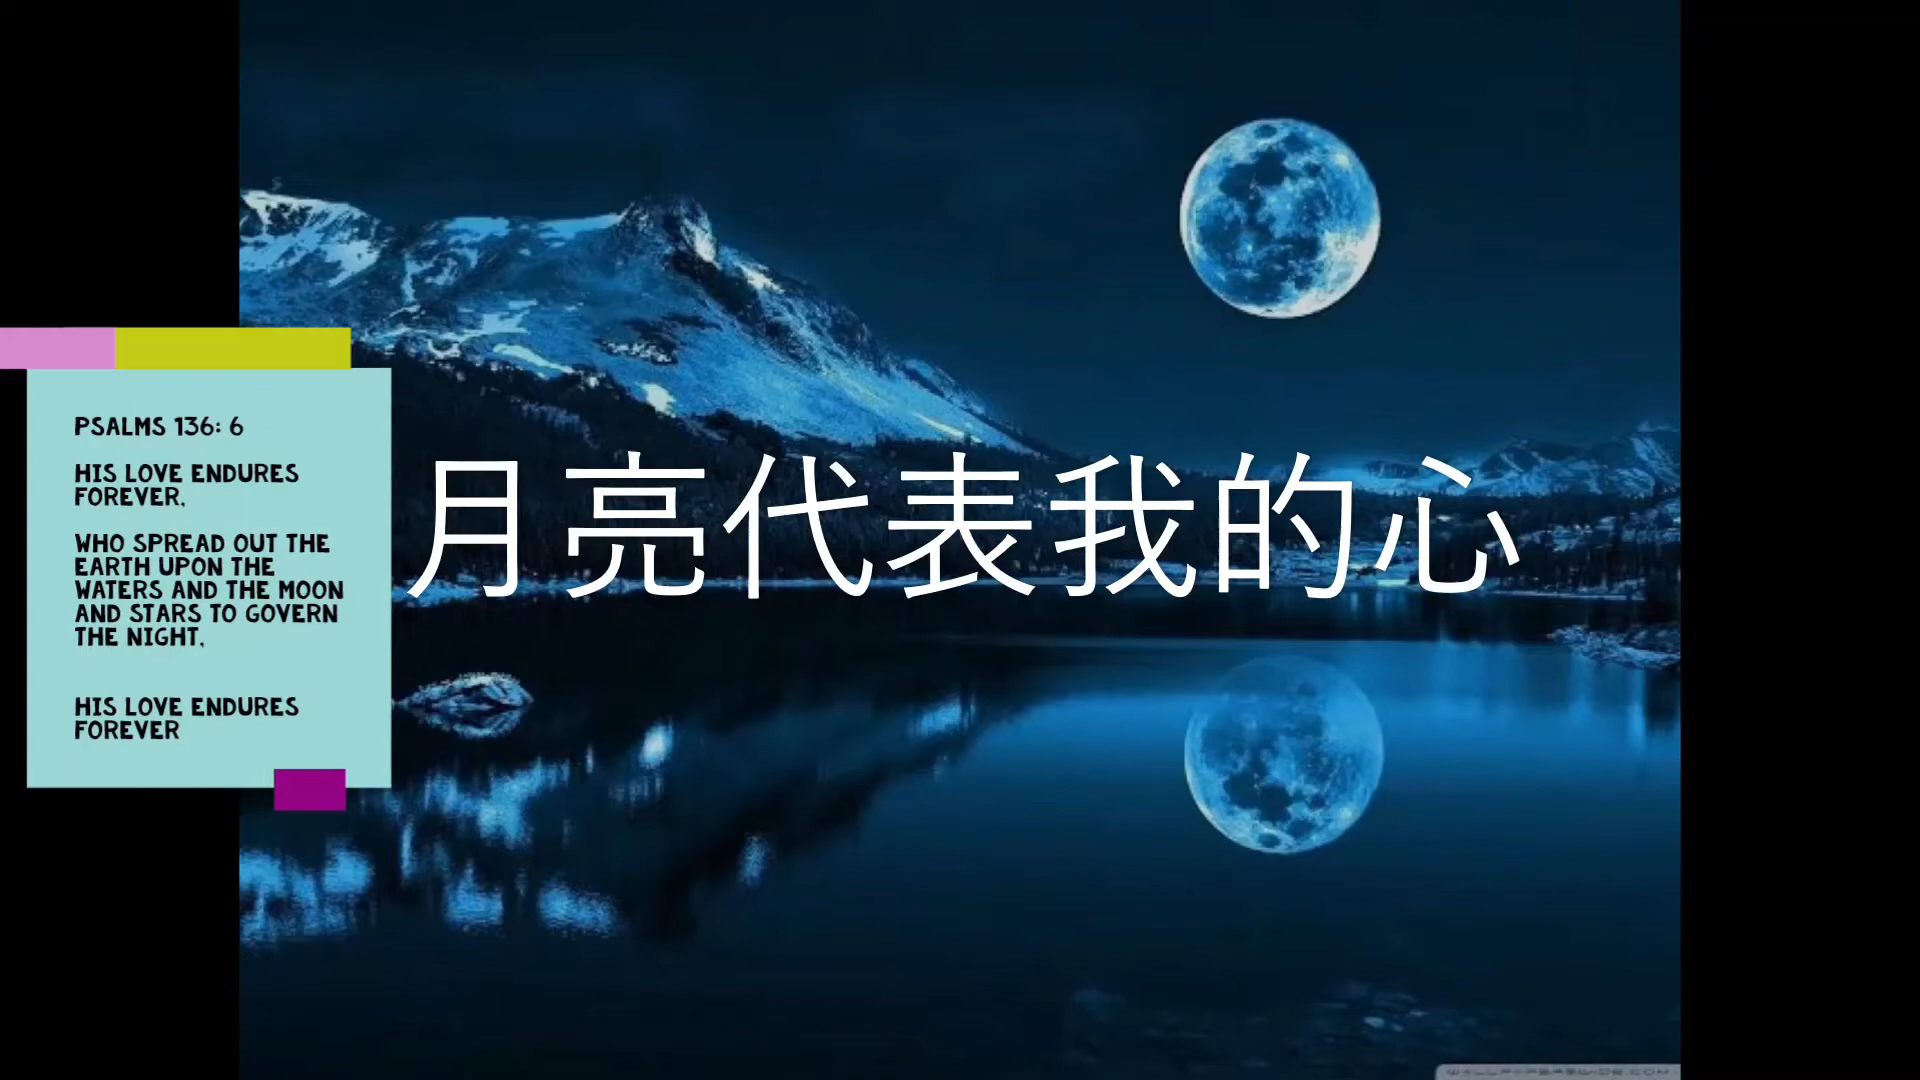 PSALMS 136: 6
HIS LOVE ENDURES
FOREVER,
WHO SPREAD OUT THE
EARTH UPON THE
WATERS AND THE MOON
AND STARS TO GOVERN
THE NIGHT,
HIS LOVE ENDURES
FOREVER
月亮代表我的心